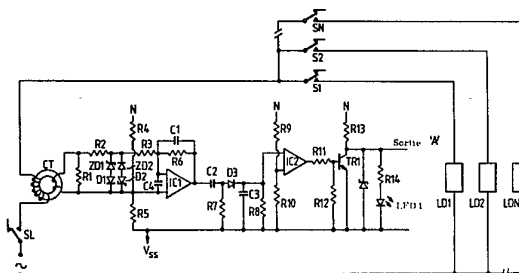 SN
S2
S1
N
N
N
C1
R4
R9
R13
CT
R2
R3
R6
Sortie 'A'
ZD1
ZD2
C2
D3
R11
IC2
TR1
R14
R1
D1
D2
C4
IC1
C3
R7
R8
R10
R12
LED1
LD1
LD2
LDN
SL
R5
Vss
~